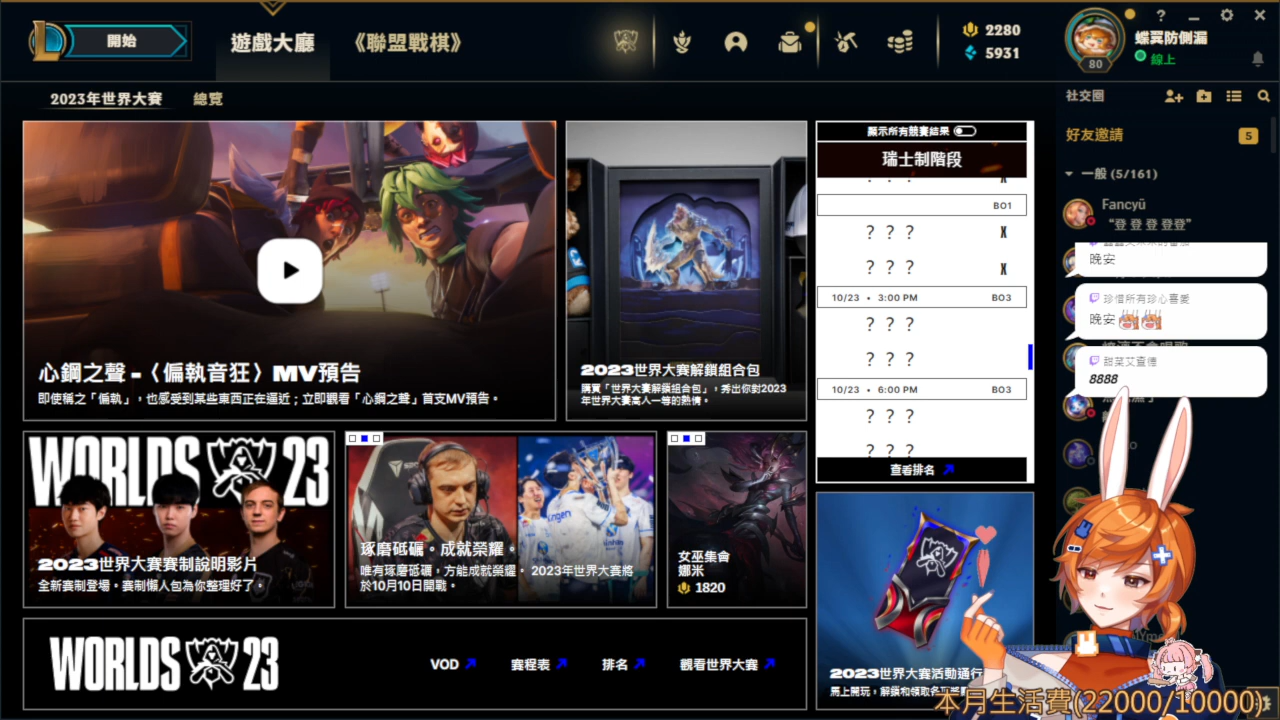 開始
遊戲大廳
《聯盟戰棋》
2280
5931
80
?
蝶翼防側漏
線上
2023年世界大賽
總覽
社交圈
好友邀請
5
一般 (5/161)
Fancyü
“登 登 登 登登”
心鋼之聲 -〈偏執音狂〉MV預告
即使稱之「偏執」，也感受到某些東西正在逼近；立即觀看「心鋼之聲」首支MV預告。
2023世界大賽解鎖組合包
購買「世界大賽解鎖組合包」，秀出你對2023
年世界大賽高人一等的熱情。
顯示所有競賽結果
瑞士制階段
? ? ?
X
BO1
? ? ?
X
? ? ?
X
10/23 • 3:00 PM
BO3
? ? ?
? ? ?
10/23 • 6:00 PM
BO3
? ? ?
? ? ?
查看排名
晚安
珍惜所有珍心喜愛
晚安
甜菜艾查德
8888
WORLDS 23
2023世界大賽賽制說明影片
全新賽制登場。賽制懶人包為你整理好了。
琢磨砥礪。成就榮耀。
唯有琢磨砥礪，方能成就榮耀。 2023年世界大賽將
於10月10日開戰。
女巫集會
娜米
1820
2023世界大賽活動通行
WORLDS 23
VOD
賽程表
排名
觀看世界大賽
本月生活費(22000/10000)